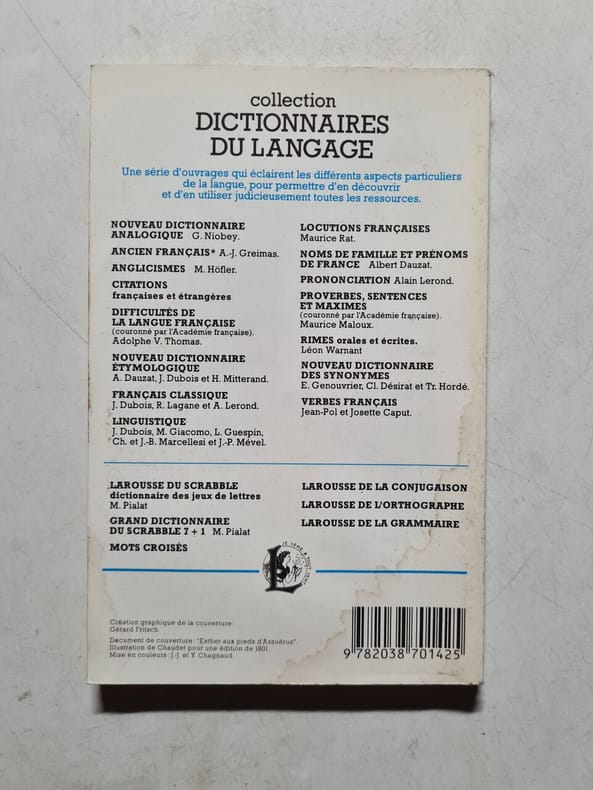 collection
DICTIONNAIRES
DU LANGAGE
Une série d'ouvrages qui éclairent les différents aspects particuliers
de la langue, pour permettre d'en découvrir
et d'en utiliser judicieusement toutes les ressources.
NOUVEAU DICTIONNAIRE
ANALOGIQUE G. Niobey.
ANCIEN FRANÇAIS* A.-J. Greimas.
ANGLICISMES M. Höfler.
CITATIONS
françaises et étrangères
DIFFICULTÉS DE
LA LANGUE FRANÇAISE
(couronné par l'Académie française).
Adolphe V. Thomas.
NOUVEAU DICTIONNAIRE
ÉTYMOLOGIQUE
A. Dauzat, J. Dubois et H. Mitterand.
FRANÇAIS CLASSIQUE
J. Dubois, R. Lagane et A. Lerond.
LINGUISTIQUE
J. Dubois, M. Giacomo, L. Guespin,
Ch. et J.-B. Marcellesi et J.-P. Mével.
LOCUTIONS FRANÇAISES
Maurice Rat.
NOMS DE FAMILLE ET PRÉNOMS
DE FRANCE Albert Dauzat.
PRONONCIATION Alain Lerond.
PROVERBES, SENTENCES
ET MAXIMES
(couronné par l'Académie française).
Maurice Maloux.
RIMES orales et écrites.
Léon Warnant
NOUVEAU DICTIONNAIRE
DES SYNONYMES
E. Genouvrier, Cl. Désirat et Tr. Hordé.
VERBES FRANÇAIS
Jean-Pol et Josette Caput.
LAROUSSE DU SCRABBLE
dictionnaire des jeux de lettres
M. Pialat
GRAND DICTIONNAIRE
DU SCRABBLE 7 + 1 M. Pialat
MOTS CROISÉS
LAROUSSE DE LA CONJUGAISON
LAROUSSE DE L'ORTHOGRAPHE
LAROUSSE DE LA GRAMMAIRE
JE SÈME À TOUT VENT
Création graphique de la couverture:
Gérard Fritsch.
Document de couverture: "Esther aux pieds d'Assuérus".
Illustration de Chaudet pour une édition de 1801.
Mise en couleurs: J.-J. et Y. Chagnaud.
9 782038 701425